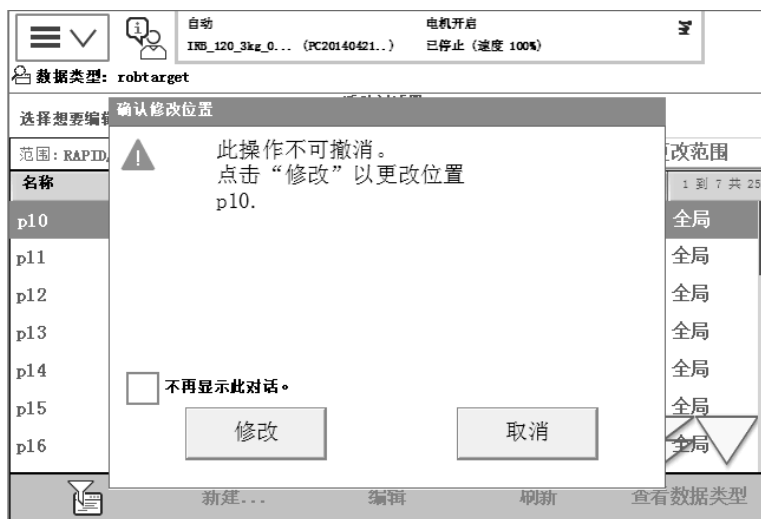 自动
IRB_120_3kg_0... (PC20140421..)
电机开启
已停止 (速度 100%)
数据类型: robtarget
选择想要编辑
确认修改位置
范围: RAPID/
改范围
名称
1 到 7 共 25
此操作不可撤消。
点击“修改”以更改位置
p10.
p10 全局
p11 全局
p12 全局
p13 全局
p14 全局
p15 全局
p16 全局
不再显示此对话。
修改 取消
新建... 编辑 刷新 查看数据类型